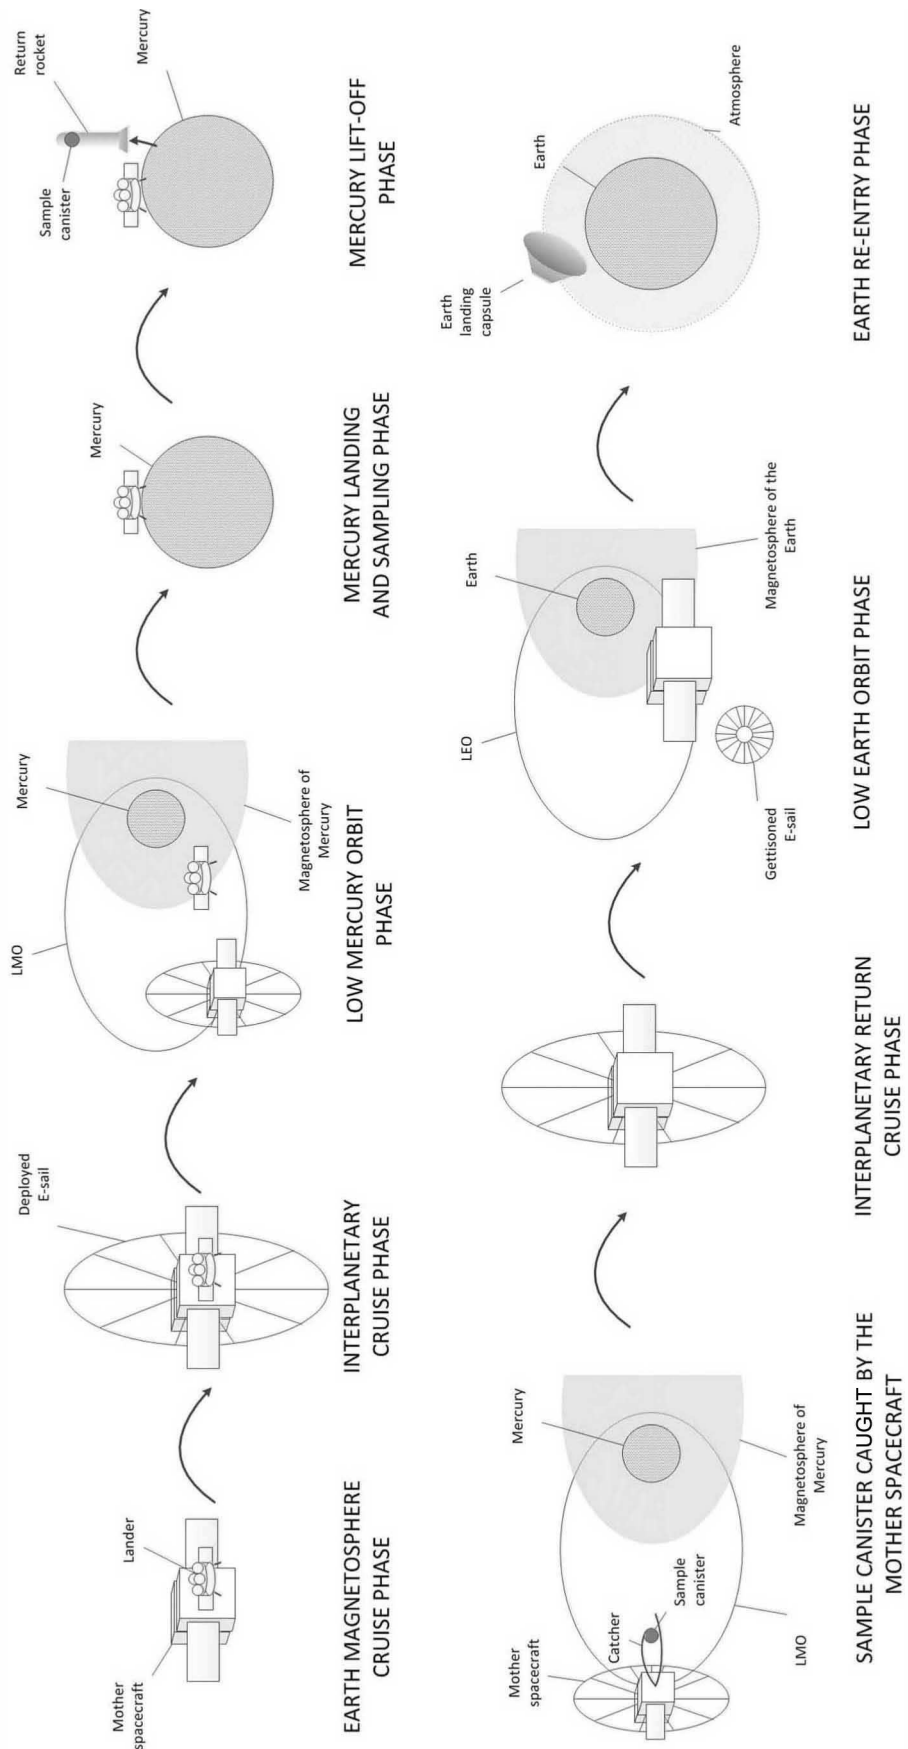 Mother
spacecraft
Lander
EARTH MAGNETOSPHERE
CRUISE PHASE
Deployed
E-sail
INTERPLANETARY
CRUISE PHASE
LMO
Mercury
Magnetosphere of
Mercury
LOW MERCURY ORBIT
PHASE
Mercury
MERCURY LANDING
AND SAMPLING PHASE
Sample
canister
Return
rocket
Mercury
MERCURY LIFT-OFF
PHASE
Mother
spacecraft
Catcher
Sample
canister
LMO
Mercury
Magnetosphere of
Mercury
SAMPLE CANISTER CAUGHT BY THE
MOTHER SPACECRAFT
INTERPLANETARY RETURN
CRUISE PHASE
LEO
Earth
Gettisoned
E-sail
Magnetosphere of the
Earth
LOW EARTH ORBIT PHASE
Earth
landing
capsule
Earth
Atmosphere
EARTH RE-ENTRY PHASE